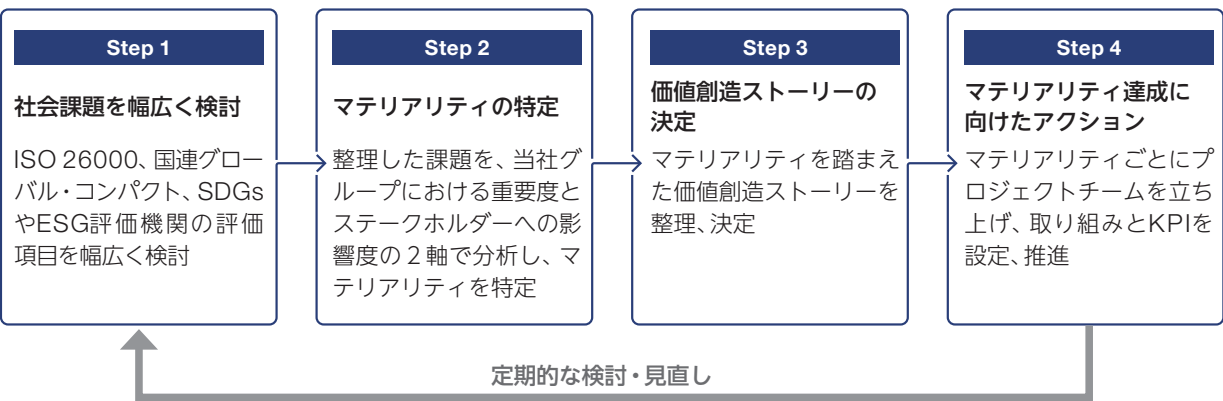 Step 1
社会課題を幅広く検討
ISO 26000、国連グロー
バル・コンパクト、SDGs
やESG評価機関の評価
項目を幅広く検討
Step 2
マテリアリティの特定
整理した課題を、当社グ
ループにおける重要度と
ステークホルダーへの影
響度の2軸で分析し、マ
テリアリティを特定
Step 3
価値創造ストーリーの
決定
マテリアリティを踏まえ
た価値創造ストーリーを
整理、決定
Step 4
マテリアリティ達成に
向けたアクション
マテリアリティごとにプ
ロジェクトチームを立ち
上げ、取り組みとKPIを
設定、推進
定期的な検討・見直し